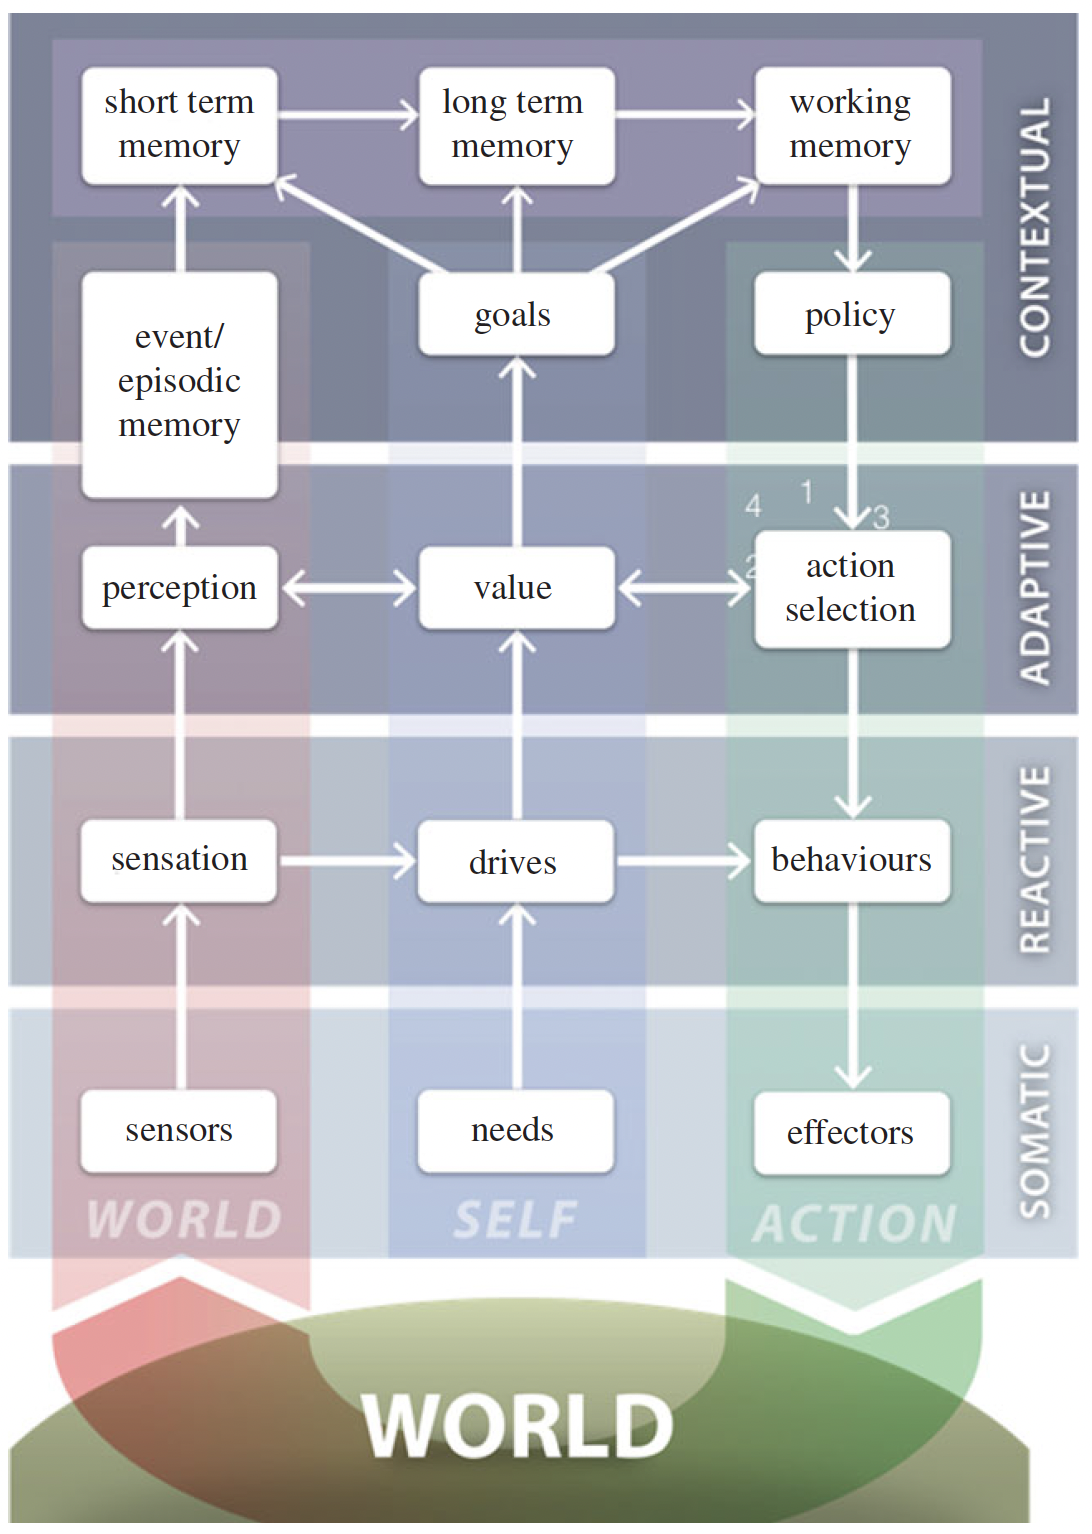 short term
memory
long term
memory
working
memory
CONTEXTUAL
event/
episodic
memory
goals
policy
4
1
3
2
perception
value
action
selection
ADAPTIVE
sensation
drives
behaviours
REACTIVE
sensors
needs
effectors
SOMATIC
WORLD
SELF
ACTION
WORLD